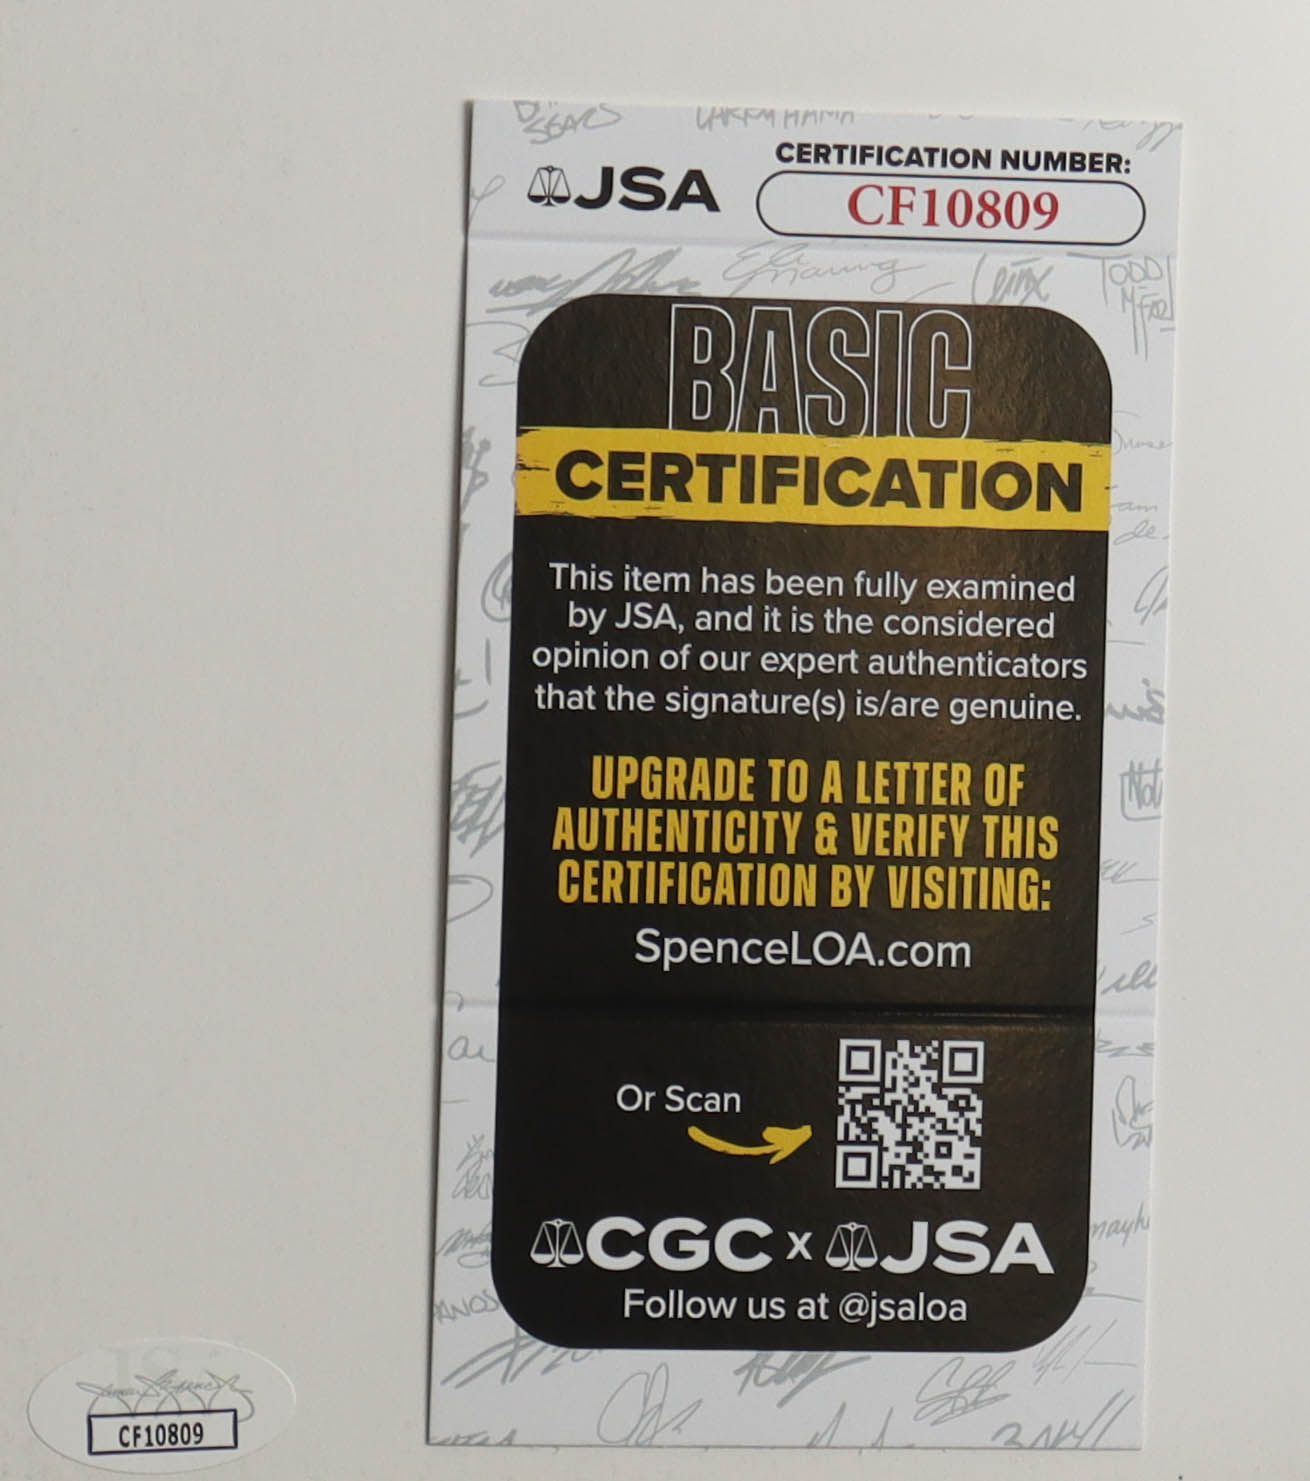 JSA
CERTIFICATION NUMBER:
CF10809
TODD
BASIC
CERTIFICATION
This item has been fully examined
by JSA, and it is the considered
opinion of our expert authenticators
that the signature(s) is/are genuine.
UPGRADE TO A LETTER OF
AUTHENTICITY & VERIFY THIS
CERTIFICATION BY VISITING:
SpenceLOA.com
Or Scan
CGC x JSA
Follow us at @jsaloa
CF10809